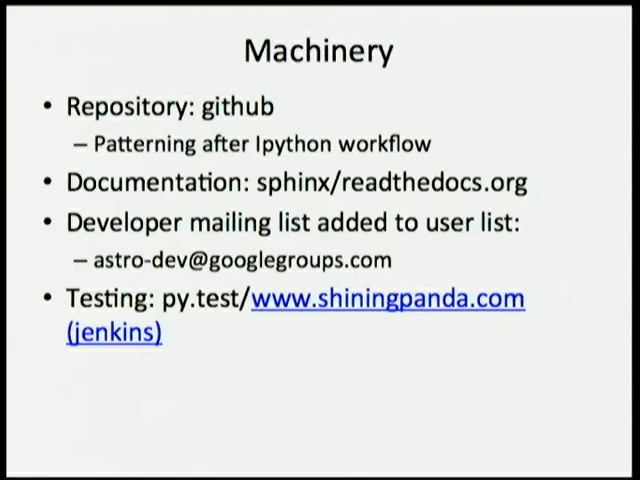 Machinery
• Repository: github
– Patterning after Ipython workflow
• Documentation: sphinx/readthedocs.org
• Developer mailing list added to user list:
– astro-dev@googlegroups.com
• Testing: py.test/www.shiningpanda.com
(jenkins)